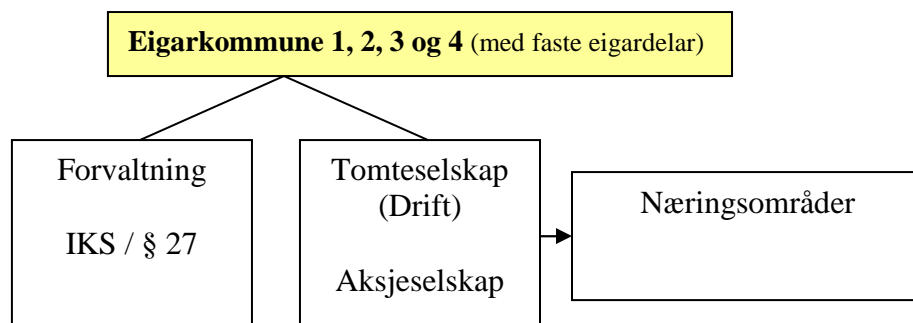 Eigarkommune 1, 2, 3 og 4 (med faste eigardelar)
Forvaltning
IKS / § 27
Tomteselskap
(Drift)
Aksjeselskap
Næringsområder